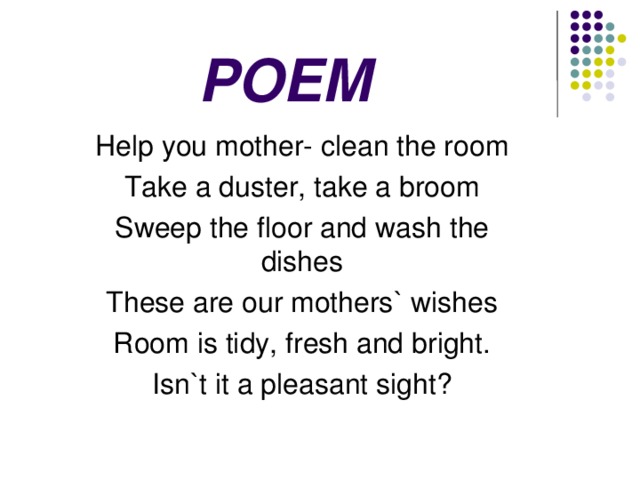 POEM
Help you mother- clean the room
Take a duster, take a broom
Sweep the floor and wash the
dishes
These are our mothers` wishes
Room is tidy, fresh and bright.
Isn`t it a pleasant sight?